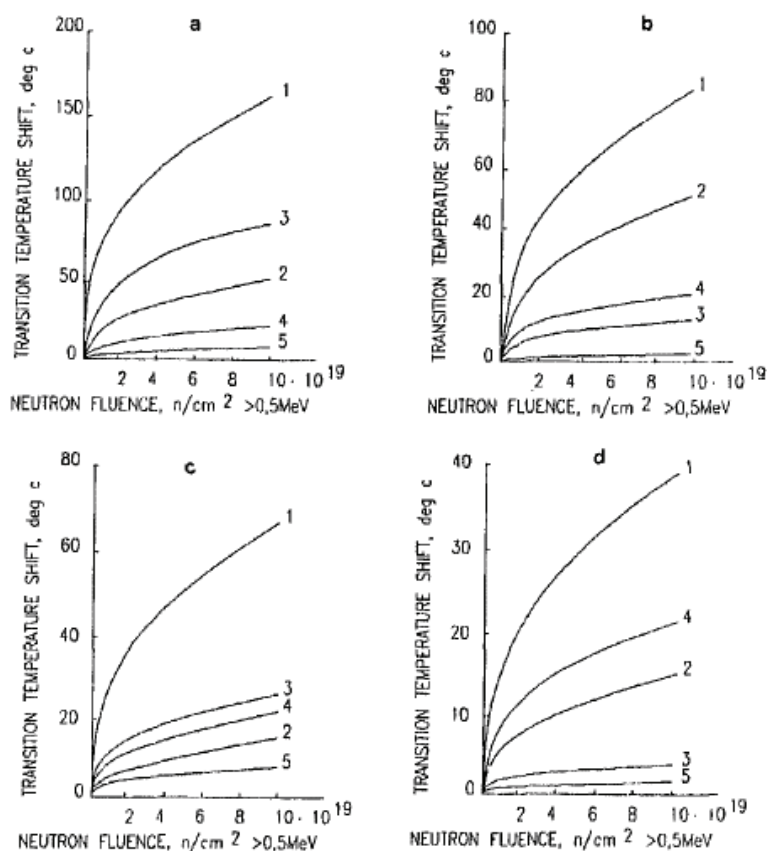 a
TRANSITION TEMPERATURE SHIFT, deg c
200
150
100
50
0
1
3
2
4
5
2 4 6 8 10 · 10 19
NEUTRON FLUENCE, n/cm 2 >0,5MeV
b
TRANSITION TEMPERATURE SHIFT, deg c
100
80
60
40
20
0
1
2
4
3
5
2 4 6 8 10 · 10 19
NEUTRON FLUENCE, n/cm 2 >0,5MeV
c
TRANSITION TEMPERATURE SHIFT, deg c
80
60
40
20
0
1
3
4
2
5
2 4 6 8 10 · 10 19
NEUTRON FLUENCE, n/cm 2 >0,5MeV
d
TRANSITION TEMPERATURE SHIFT, deg c
40
30
20
10
0
1
4
2
3
5
2 4 6 8 10 · 10 19
NEUTRON FLUENCE, n/cm 2 >0,5MeV